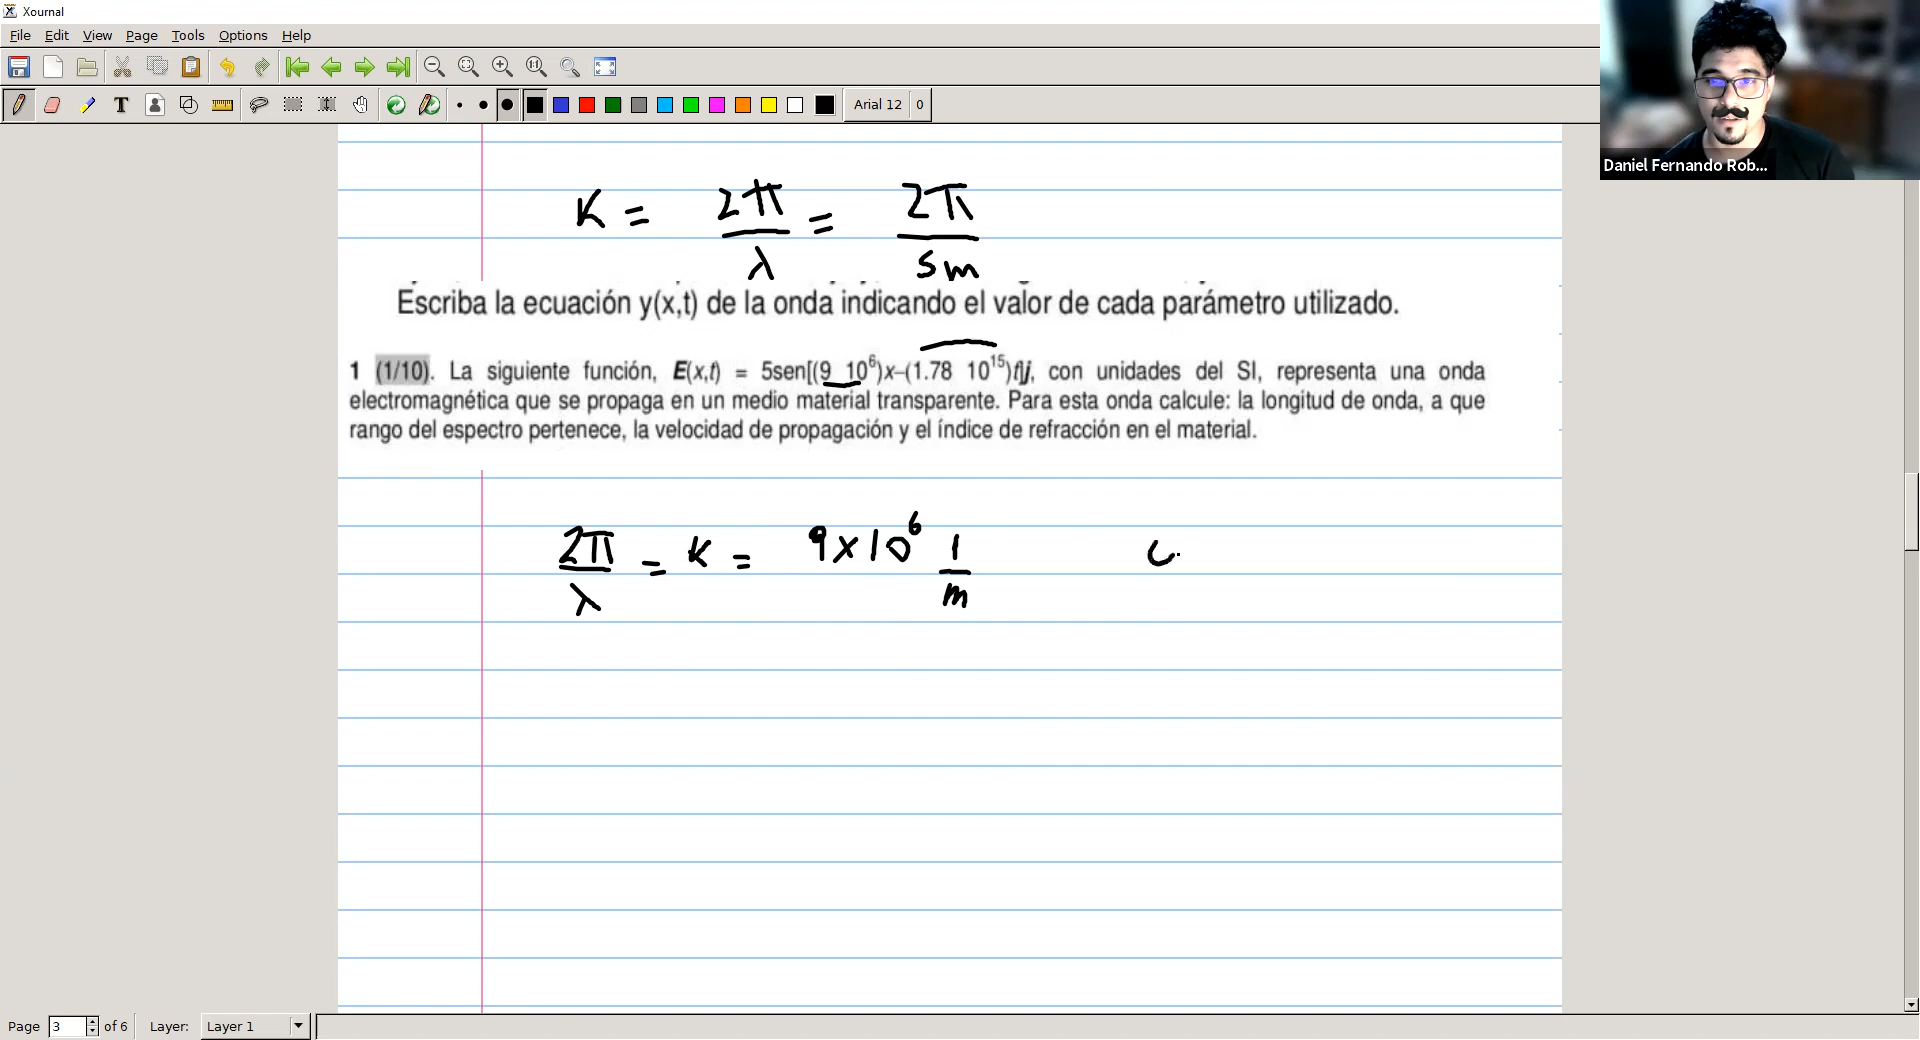 Xournal
File Edit View Page Tools Options Help
T
Arial 12 0
Daniel Fernando Rob...
K = 2π/λ = 2π/5m
Escriba la ecuación y(x,t) de la onda indicando el valor de cada parámetro utilizado.
1 (1/10). La siguiente función, E(x,t) = 5sen[(9 10⁶)x–(1.78 10¹⁵)t]j, con unidades del SI, representa una onda
electromagnética que se propaga en un medio material transparente. Para esta onda calcule: la longitud de onda, a que
rango del espectro pertenece, la velocidad de propagación y el índice de refracción en el material.
2π/λ = K = 9x10⁶ 1/m
Page 3 of 6 Layer: Layer 1